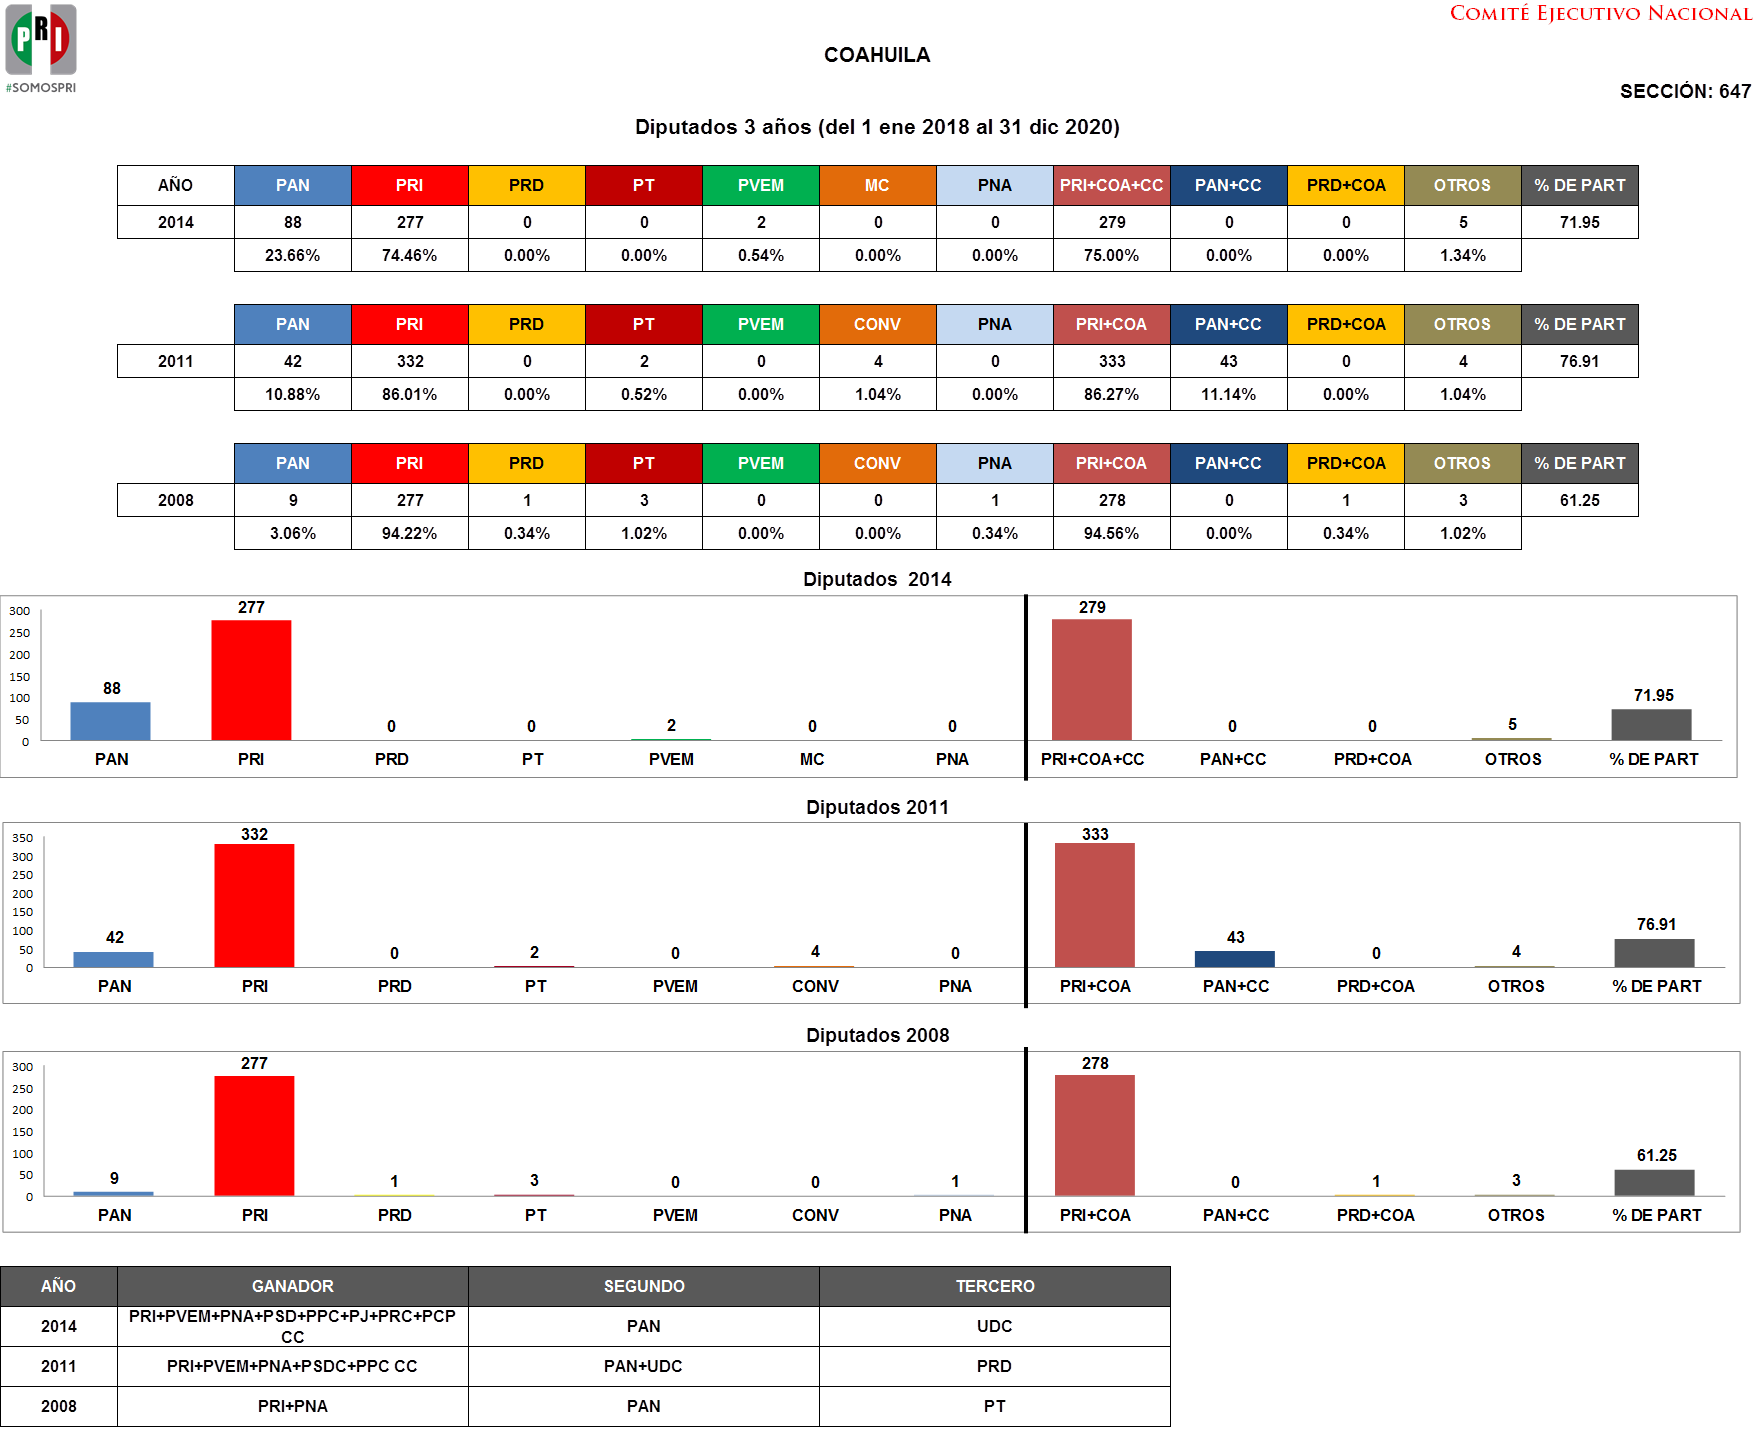 PRI
#SOMOSPRI
COMITÉ EJECUTIVO NACIONAL
COAHUILA
SECCIÓN: 647
Diputados 3 años (del 1 ene 2018 al 31 dic 2020)
AÑO PAN PRI PRD PT PVEM MC PNA PRI+COA+CC PAN+CC PRD+COA OTROS % DE PART
2014 88 277 0 0 2 0 0 279 0 0 5 71.95
23.66% 74.46% 0.00% 0.00% 0.54% 0.00% 0.00% 75.00% 0.00% 0.00% 1.34%
PAN PRI PRD PT PVEM CONV PNA PRI+COA PAN+CC PRD+COA OTROS % DE PART
2011 42 332 0 2 0 4 0 333 43 0 4 76.91
10.88% 86.01% 0.00% 0.52% 0.00% 1.04% 0.00% 86.27% 11.14% 0.00% 1.04%
PAN PRI PRD PT PVEM CONV PNA PRI+COA PAN+CC PRD+COA OTROS % DE PART
2008 9 277 1 3 0 0 1 278 0 1 3 61.25
3.06% 94.22% 0.34% 1.02% 0.00% 0.00% 0.34% 94.56% 0.00% 0.34% 1.02%
Diputados 2014
300
250
200
150
100
50
0
88 277 0 0 2 0 0 279 0 0 5 71.95
PAN PRI PRD PT PVEM MC PNA PRI+COA+CC PAN+CC PRD+COA OTROS % DE PART
Diputados 2011
350
300
250
200
150
100
50
0
42 332 0 2 0 4 0 333 43 0 4 76.91
PAN PRI PRD PT PVEM CONV PNA PRI+COA PAN+CC PRD+COA OTROS % DE PART
Diputados 2008
300
250
200
150
100
50
0
9 277 1 3 0 0 1 278 0 1 3 61.25
PAN PRI PRD PT PVEM CONV PNA PRI+COA PAN+CC PRD+COA OTROS % DE PART
AÑO GANADOR SEGUNDO TERCERO
2014 PRI+PVEM+PNA+PSD+PPC+PJ+PRC+PCP CC PAN UDC
2011 PRI+PVEM+PNA+PSDC+PPC CC PAN+UDC PRD
2008 PRI+PNA PAN PT